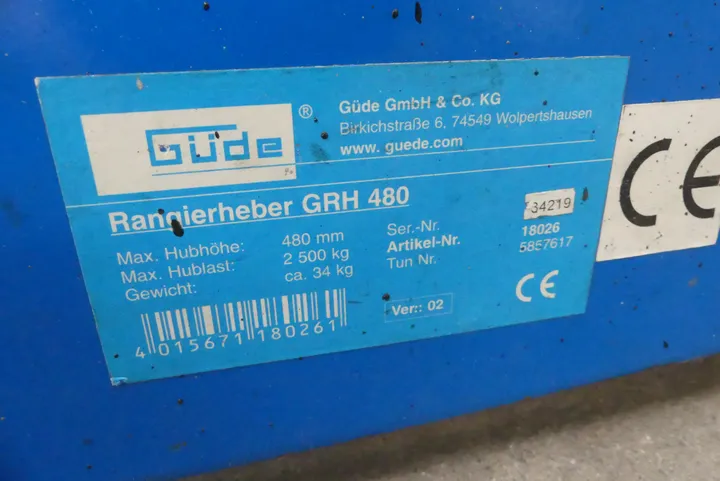 Güde ®
Güde GmbH & Co. KG
Birkichstraße 6, 74549 Wolpertshausen
www. guede.com
Rangierheber GRH 480
Max. Hubhöhe: 480 mm
Max. Hublast: 2 500 kg
Gewicht: ca. 34 kg
Ser.-Nr. 34219
Artikel-Nr. 18026
Tun Nr. 5857617
4 015671 180261
Ver.: 02
CE
CE